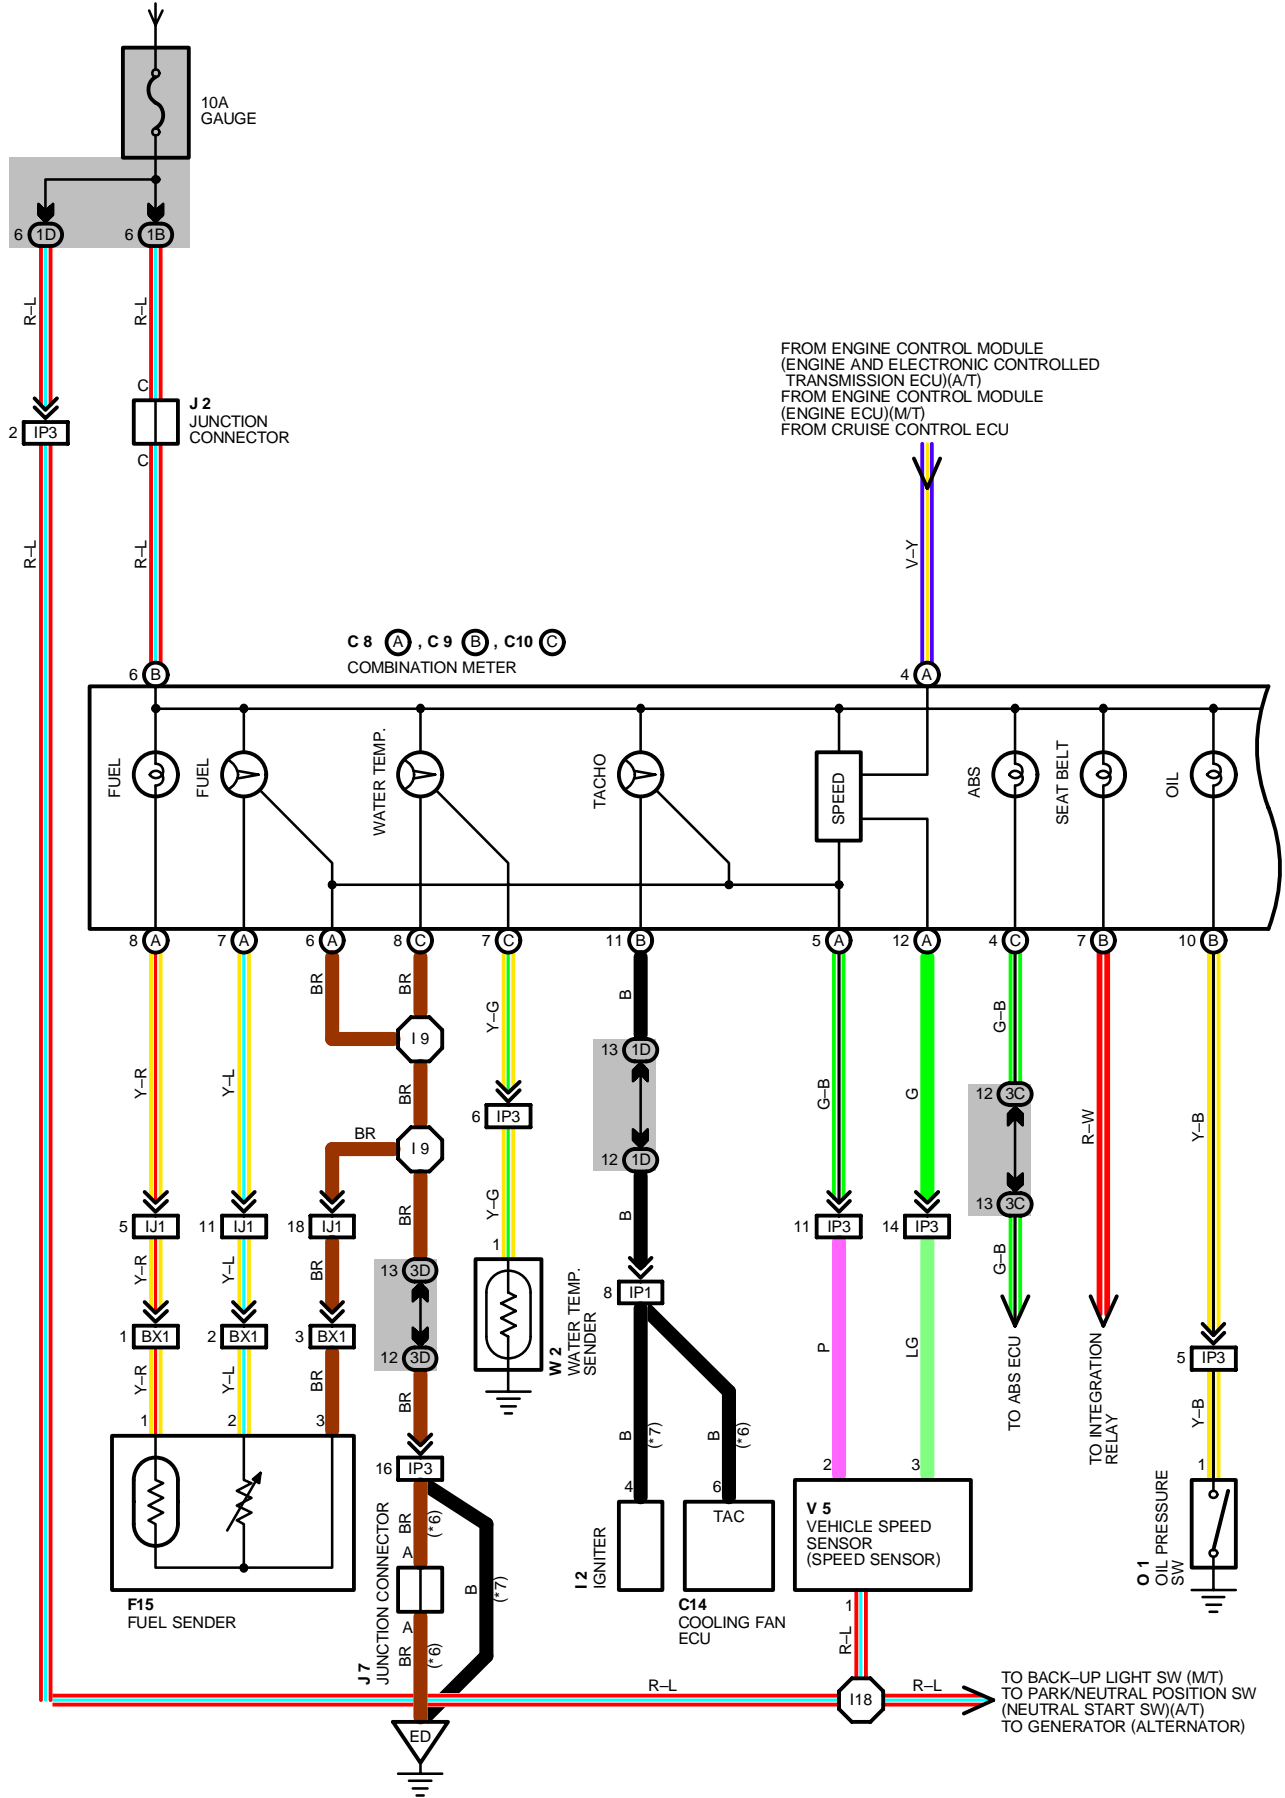 10A
GAUGE
6 1D
6 1B
R–L
R–L
C
J 2
JUNCTION
CONNECTOR
C
2 IP3
R–L
R–L
FROM ENGINE CONTROL MODULE
(ENGINE AND ELECTRONIC CONTROLLED
TRANSMISSION ECU)(A/T)
FROM ENGINE CONTROL MODULE
(ENGINE ECU)(M/T)
FROM CRUISE CONTROL ECU
V–Y
C 8 A , C 9 B , C10 C
COMBINATION METER
6 B
4 A
FUEL
FUEL
WATER TEMP.
TACHO
SPEED
ABS
SEAT BELT
OIL
8 A
7 A
6 A
8 C
7 C
11 B
5 A
12 A
4 C
7 B
10 B
BR
BR
Y–G
B
G–B
I 9
13 1D
Y–R
Y–L
BR
6 IP3
G–B
G
12 3C
R–W
Y–B
BR
I 9
12 1D
13 3C
BR
Y–G
B
5 IJ1
11 IJ1
18 IJ1
11 IP3
14 IP3
Y–R
Y–L
BR
13 3D
1
G–B
8 IP1
1 BX1
2 BX1
3 BX1
12 3D
W 2
WATER TEMP.
SENDER
P
LG
5 IP3
Y–R
Y–L
BR
BR
TO ABS ECU
TO INTEGRATION
RELAY
Y–B
1
2
3
B
(*7)
B
(*6)
16 IP3
4
6
2
3
1
BR
(*6)
A
I 2
IGNITER
TAC
V 5
VEHICLE SPEED
SENSOR
(SPEED SENSOR)
O 1
OIL PRESSURE
SW
B
(*7)
F15
FUEL SENDER
J 7
JUNCTION CONNECTOR
A
BR
(*6)
C14
COOLING FAN
ECU
1
R–L
R–L
I18
R–L
TO BACK–UP LIGHT SW (M/T)
TO PARK/NEUTRAL POSITION SW
(NEUTRAL START SW)(A/T)
TO GENERATOR (ALTERNATOR)
ED